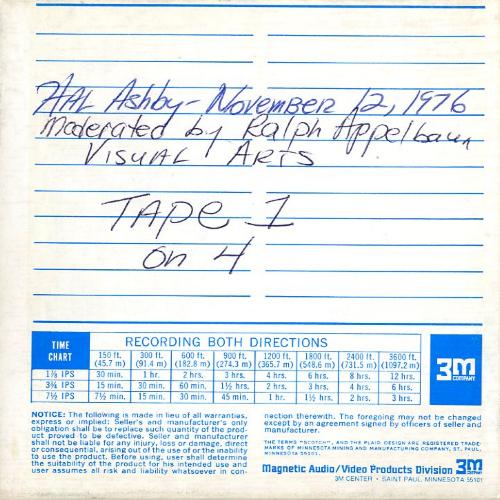 HAL Ashby - November 12, 1976
Moderated by Ralph Appelbaum
VISUAL ARTS
TAPE 1
on 4
TIME CHART
RECORDING BOTH DIRECTIONS
150 ft. (45.7 m) 300 ft. (91.4 m) 600 ft. (182.8 m) 900 ft. (274.3 m) 1200 ft. (365.7 m) 1800 ft. (548.6 m) 2400 ft. (731.5 m) 3600 ft. (1097.2 m)
1⅞ IPS 30 min. 1 hr. 2 hrs. 3 hrs. 4 hrs. 6 hrs. 8 hrs. 12 hrs.
3¾ IPS 15 min. 30 min. 60 min. 1½ hrs. 2 hrs. 3 hrs. 4 hrs. 6 hrs.
7½ IPS 7½ min. 15 min. 30 min. 45 min. 1 hr. 1½ hrs. 2 hrs. 3 hrs.
3M
COMPANY
NOTICE: The following is made in lieu of all warranties,
express or implied: Seller's and manufacturer's only
obligation shall be to replace such quantity of the prod-
uct proved to be defective. Seller and manufacturer
shall not be liable for any injury, loss or damage, direct
or consequential, arising out of the use of or the inability
to use the product. Before using, user shall determine
the suitability of the product for his intended use and
user assumes all risk and liability whatsoever in con-
nection therewith. The foregoing may not be changed
except by an agreement signed by officers of seller and
manufacturer.
THE TERMS "SCOTCH", AND THE PLAID DESIGN ARE REGISTERED TRADE-
MARKS OF MINNESOTA MINING AND MANUFACTURING COMPANY, ST. PAUL,
MINNESOTA 55101.
Magnetic Audio/Video Products Division 3M COMPANY
3M CENTER • SAINT PAUL, MINNESOTA 55101